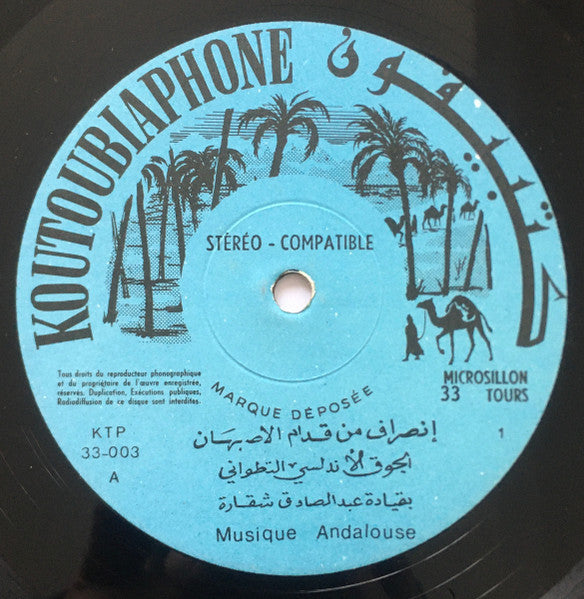 KOUTOUBIAPHONE
كتبيفون
STÉRÉO - COMPATIBLE
Tous droits du reproducteur phonographique
et du propriétaire de l'œuvre enregistrée,
réservés. Duplication, Exécutions publiques,
Radiodiffusion de ce disque sont interdites.
MARQUE DÉPOSÉE
MICROSILLON
33 TOURS
KTP
33-003
A
1
إنصراف من قدام الاصبهان
الجوق الاندلسي التطواني
بقيادة عبد الصادق شقارة
Musique Andalouse